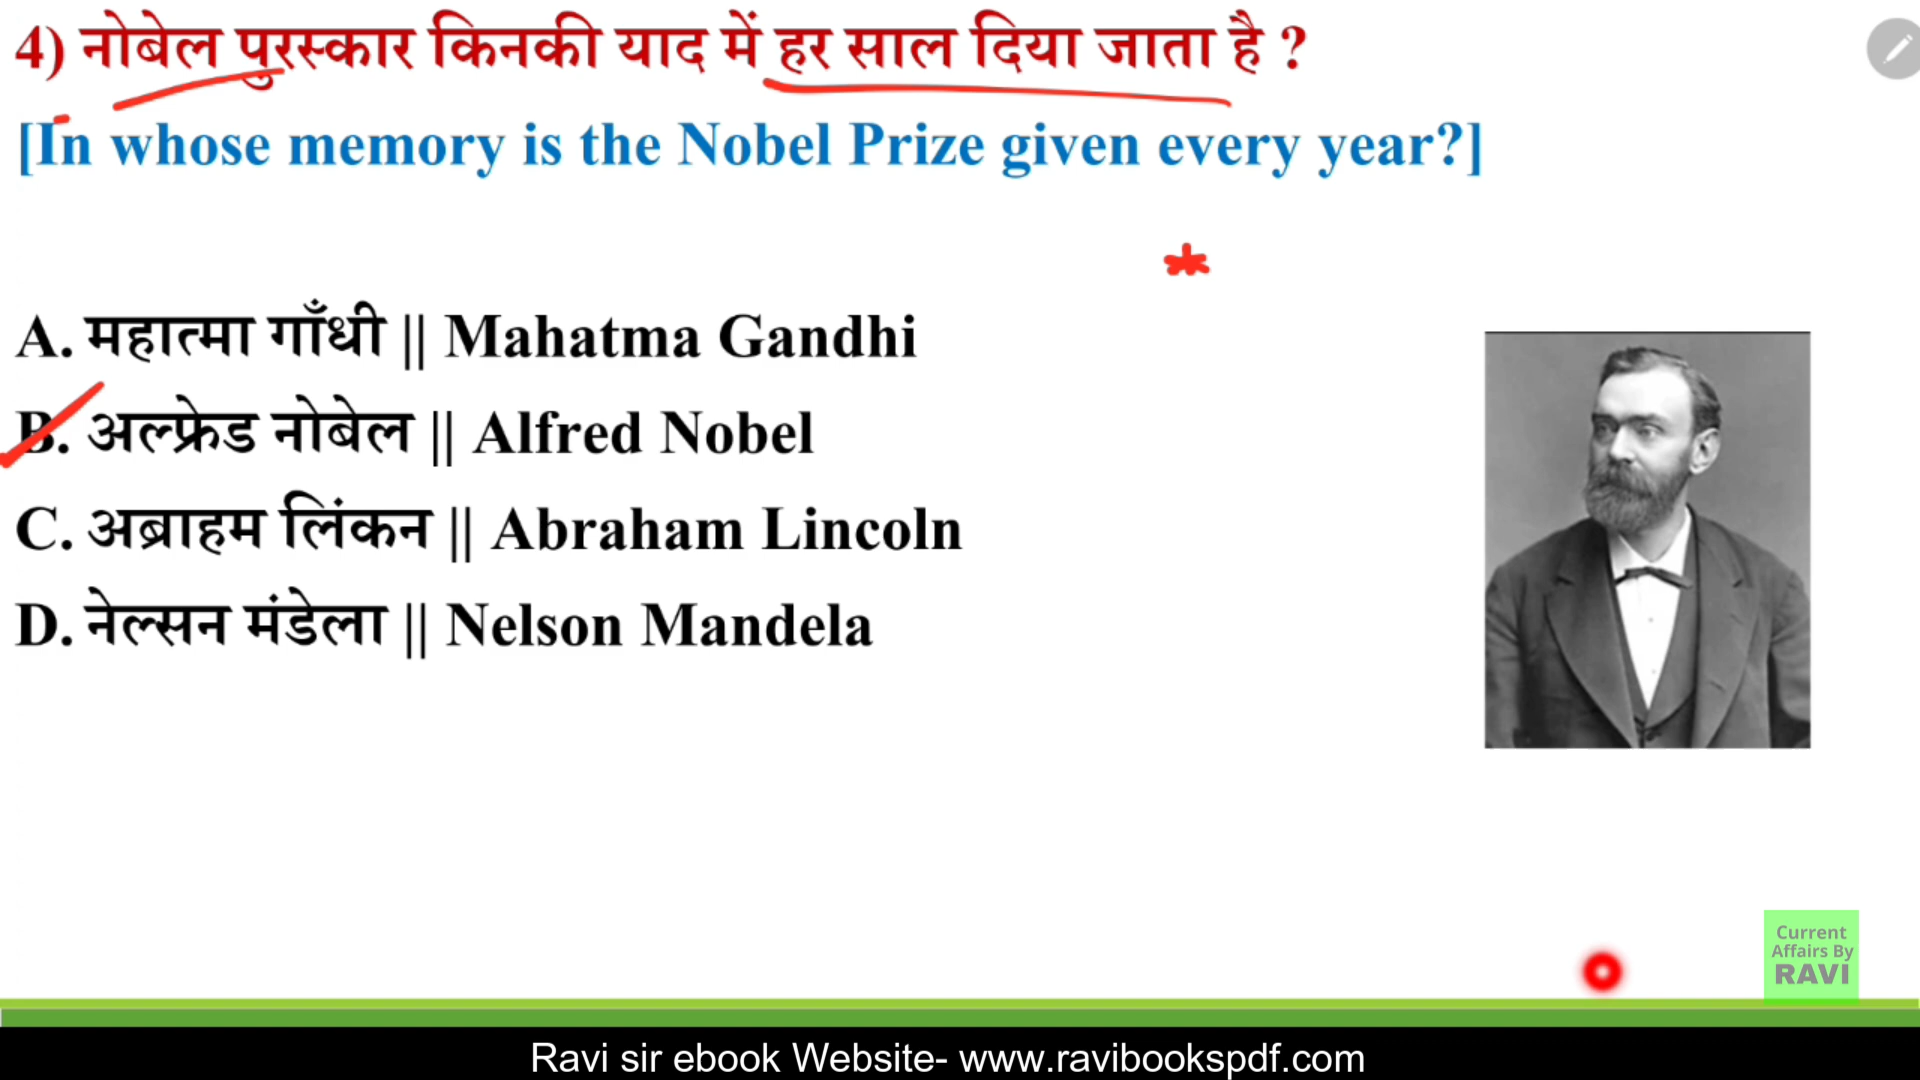 4) नोबेल पुरस्कार किनकी याद में हर साल दिया जाता है ?
[In whose memory is the Nobel Prize given every year?]
A. महात्मा गाँधी || Mahatma Gandhi
B. अल्फ्रेड नोबेल || Alfred Nobel
C. अब्राहम लिंकन || Abraham Lincoln
D. नेल्सन मंडेला || Nelson Mandela
Current
Affairs By
RAVI
Ravi sir ebook Website- www.ravibookspdf.com